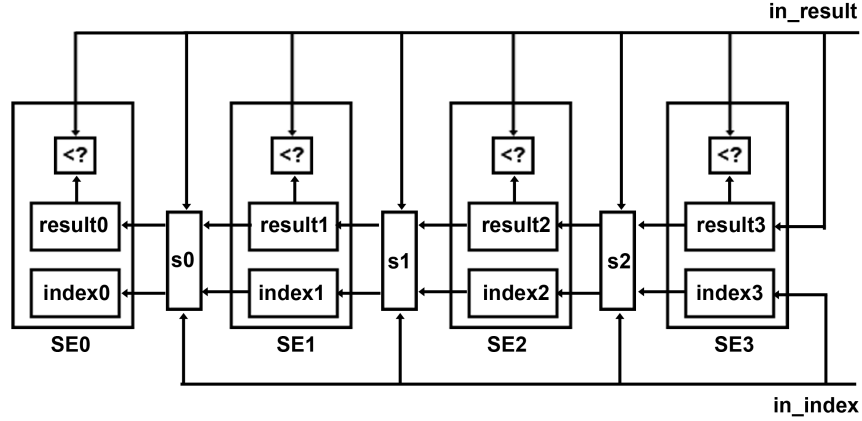 in_result
<? <? <? <?
result0 result1 result2 result3
s0 s1 s2
index0 index1 index2 index3
SE0 SE1 SE2 SE3
in_index